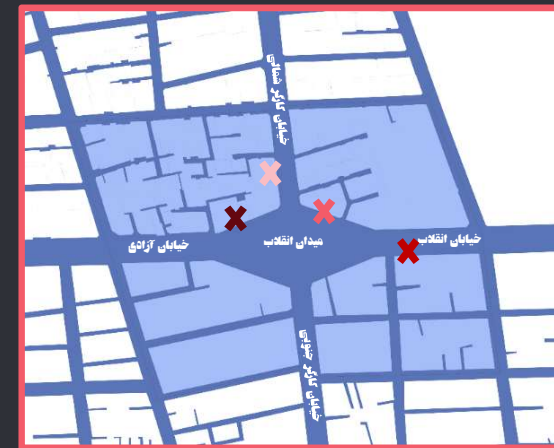 خیابان کارگر شمالی
خیابان انقلاب
میدان انقلاب
خیابان آزادی
خیابان کارگر جنوبی